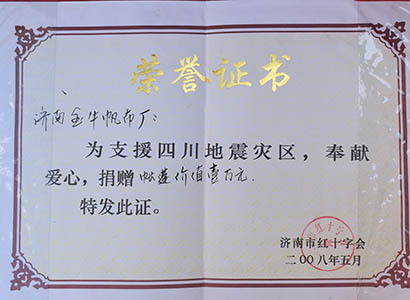 荣誉证书
济南金牛帆布厂:
为支援四川地震灾区，奉献
爱心，捐赠帐篷价值壹万元.
特发此证。
济南市红十字会
二00八年五月